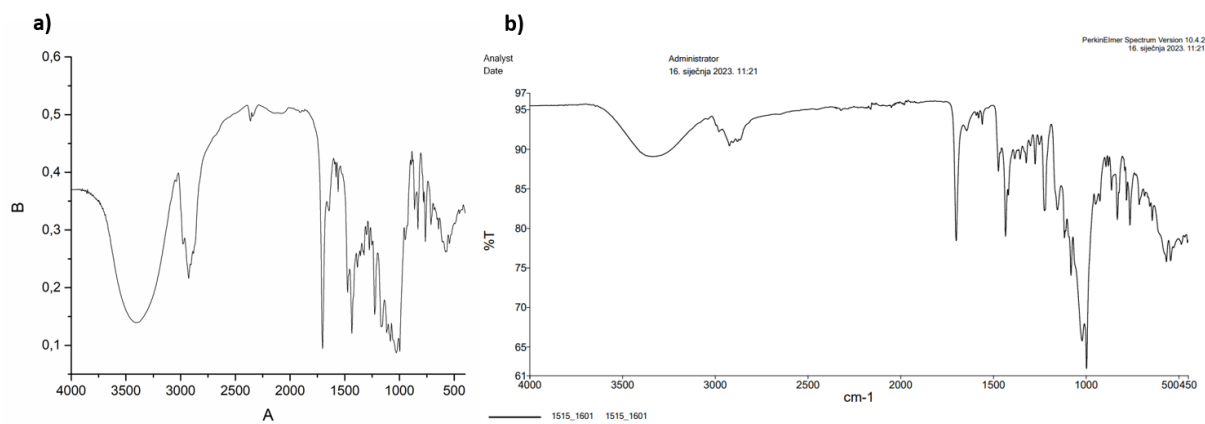 a)
0,6
0,5
0,4
B
0,3
0,2
0,1
4000 3500 3000 2500 2000 1500 1000 500
A
b)
PerkinElmer Spectrum Version 10.4.2
16. siječnja 2023. 11:21
Analyst Administrator
Date 16. siječnja 2023. 11:21
97
95
90
85
80
%T
75
70
65
61
4000 3500 3000 2500 2000 1500 1000 500 450
cm-1
1515_1601 1515_1601